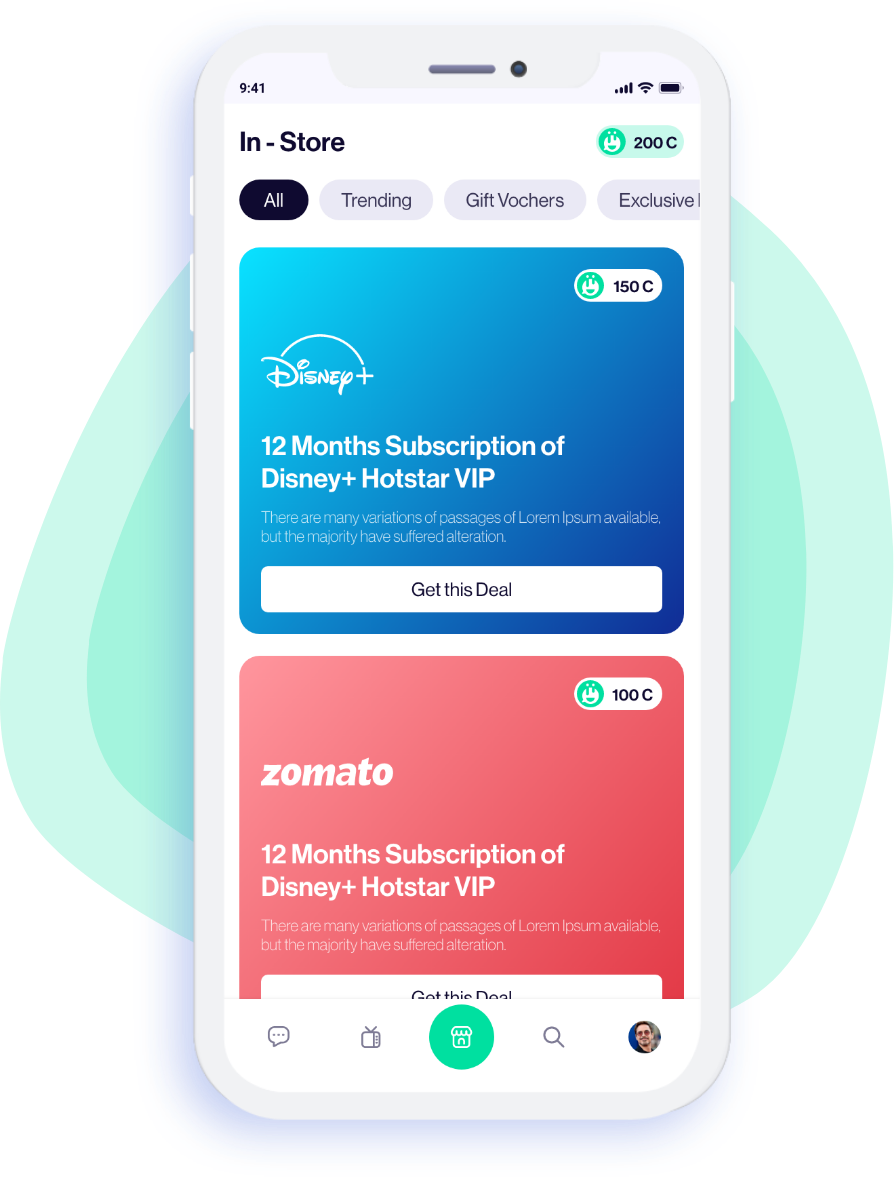 9:41
In - Store
200 C
All
Trending
Gift Vochers
Exclusive
150 C
Disney+
12 Months Subscription of
Disney+ Hotstar VIP
There are many variations of passages of Lorem Ipsum available,
but the majority have suffered alteration.
Get this Deal
100 C
zomato
12 Months Subscription of
Disney+ Hotstar VIP
There are many variations of passages of Lorem Ipsum available,
but the majority have suffered alteration.
Get this Deal